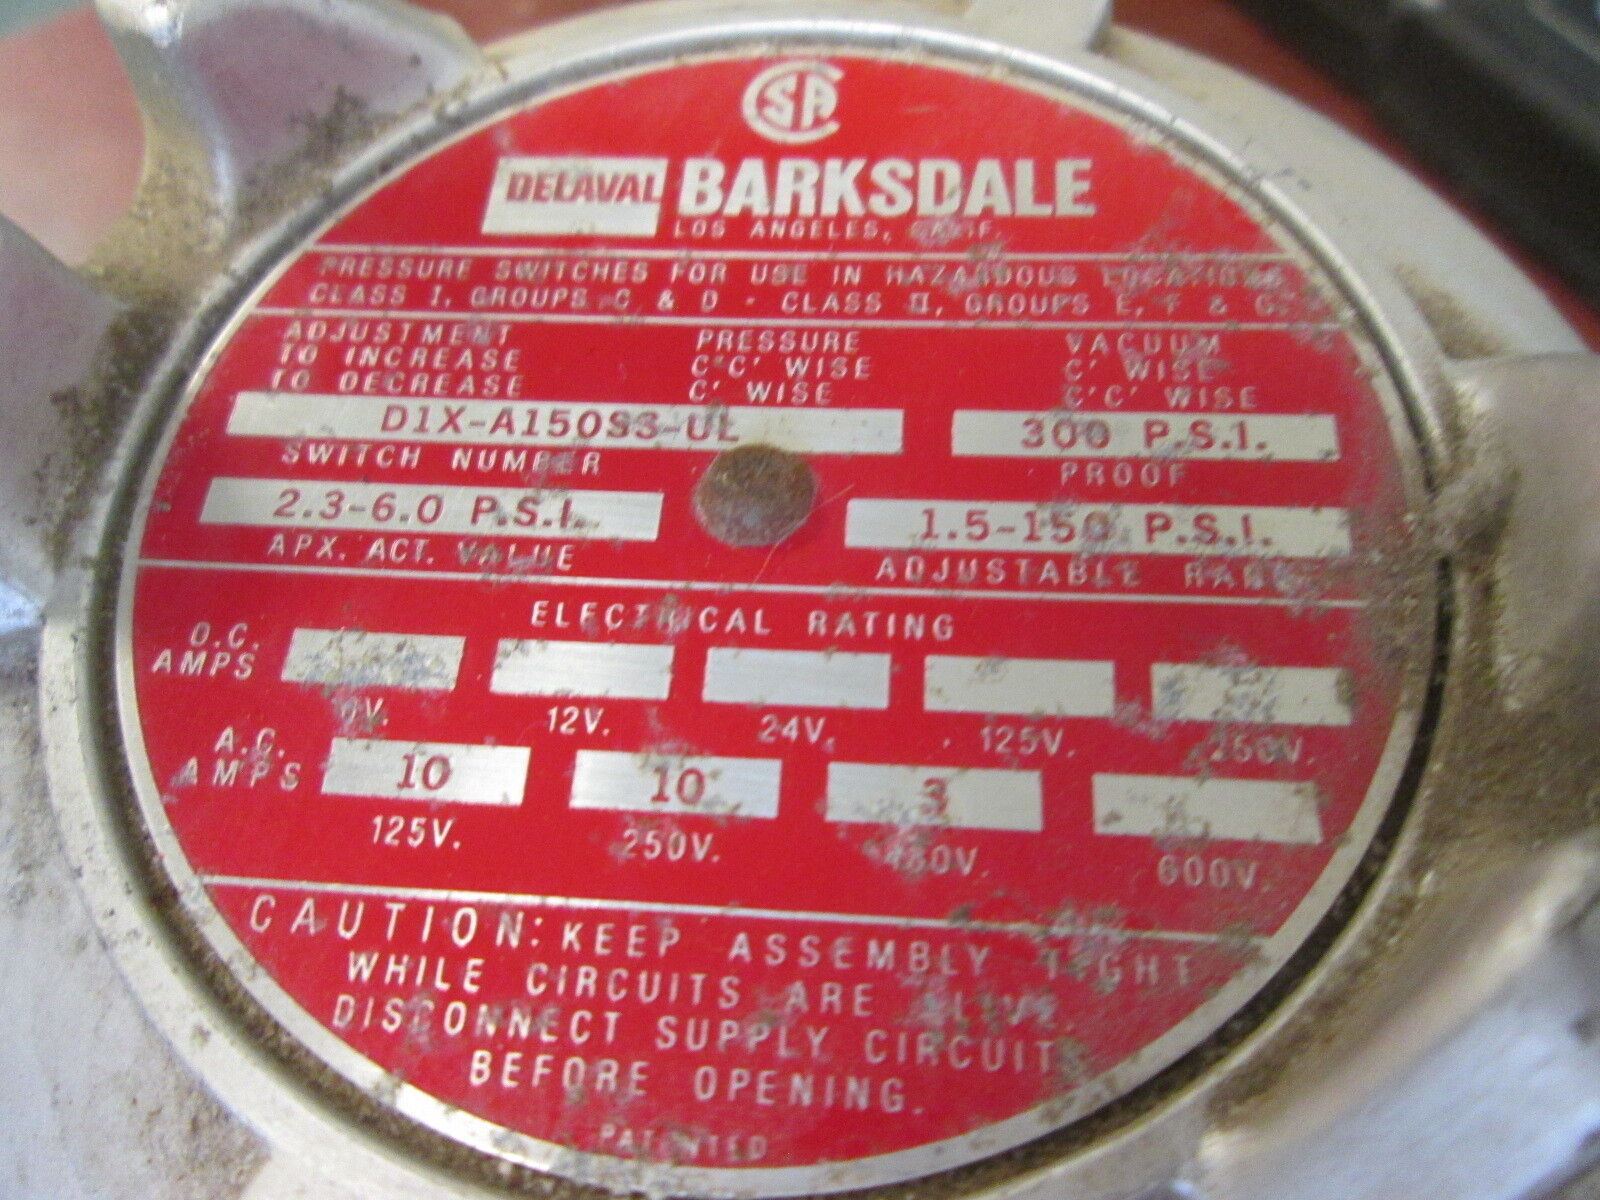 CSA
DELAVAL BARKSDALE
LOS ANGELES, CALIF.
PRESSURE SWITCHES FOR USE IN HAZARDOUS LOCATIONS
CLASS I, GROUPS C & D - CLASS II, GROUPS E, F & G.
ADJUSTMENT PRESSURE VACUUM
TO INCREASE C'C' WISE C' WISE
TO DECREASE C' WISE C'C' WISE
D1X-A150SS-UL 300 P.S.I.
SWITCH NUMBER PROOF
2.3-6.0 P.S.I. 1.5-150 P.S.I.
APX. ACT. VALUE ADJUSTABLE RANGE
ELECTRICAL RATING
D.C.
AMPS
12V. 24V. 125V. 250V.
A.C.
AMPS 10 10 3
125V. 250V. 480V. 600V.
CAUTION: KEEP ASSEMBLY TIGHT
WHILE CIRCUITS ARE ALIVE.
DISCONNECT SUPPLY CIRCUIT
BEFORE OPENING.
PATENTED